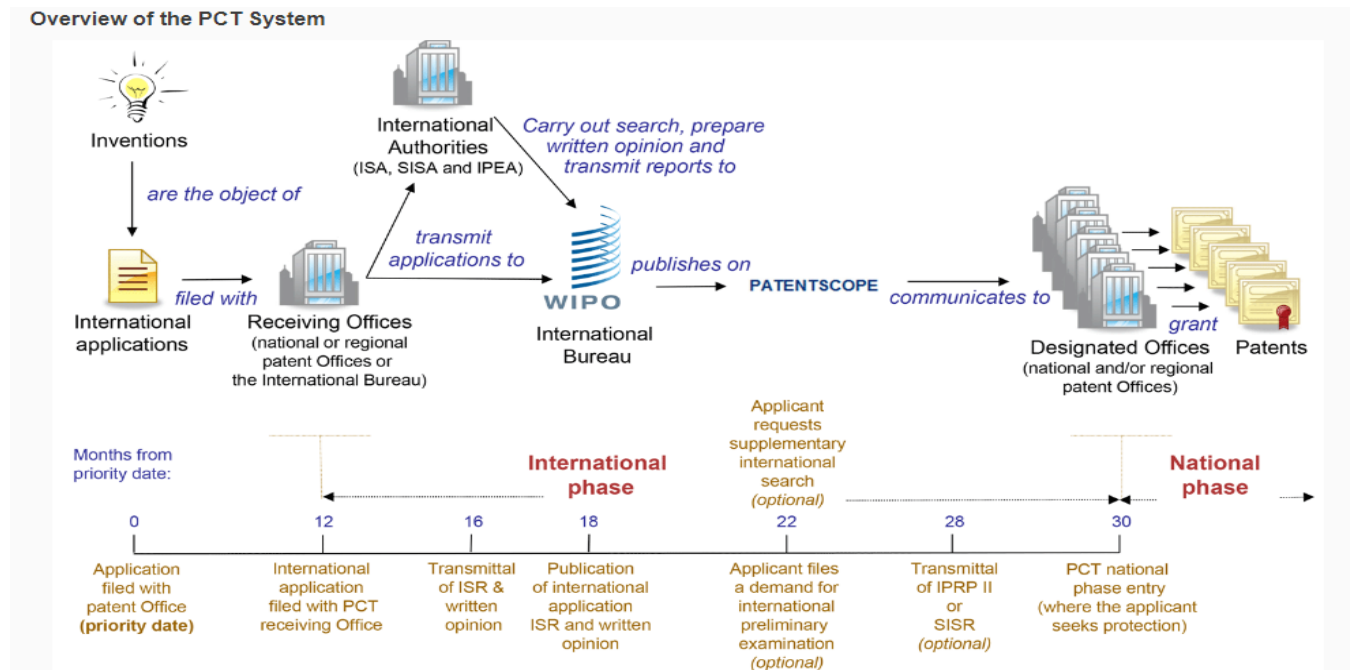 Overview of the PCT System
Inventions
are the object of
International
applications
filed with
Receiving Offices
(national or regional
patent Offices or
the International Bureau)
International
Authorities
(ISA, SISA and IPEA)
transmit
applications to
Carry out search, prepare
written opinion and
transmit reports to
WIPO
International
Bureau
publishes on
PATENTSCOPE
communicates to
Designated Offices
(national and/or regional
patent Offices)
grant
Patents
Months from
priority date:
International
phase
Applicant
requests
supplementary
international
search
(optional)
National
phase
0
12
16
18
22
28
30
Application
filed with
patent Office
(priority date)
International
application
filed with PCT
receiving Office
Transmittal
of ISR &
written
opinion
Publication
of international
application
ISR and written
opinion
Applicant files
a demand for
international
preliminary
examination
(optional)
Transmittal
of IPRP II
or
SISR
(optional)
PCT national
phase entry
(where the applicant
seeks protection)